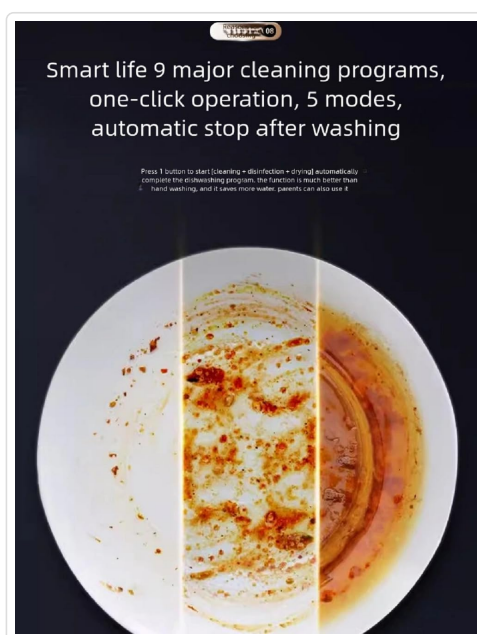 08
Smart life 9 major cleaning programs,
one-click operation, 5 modes,
automatic stop after washing
Press 1 button to start [cleaning + disinfection + drying] automatically
complete the dishwashing program. the function is much better than
hand washing, and it saves more water. parents can also use it